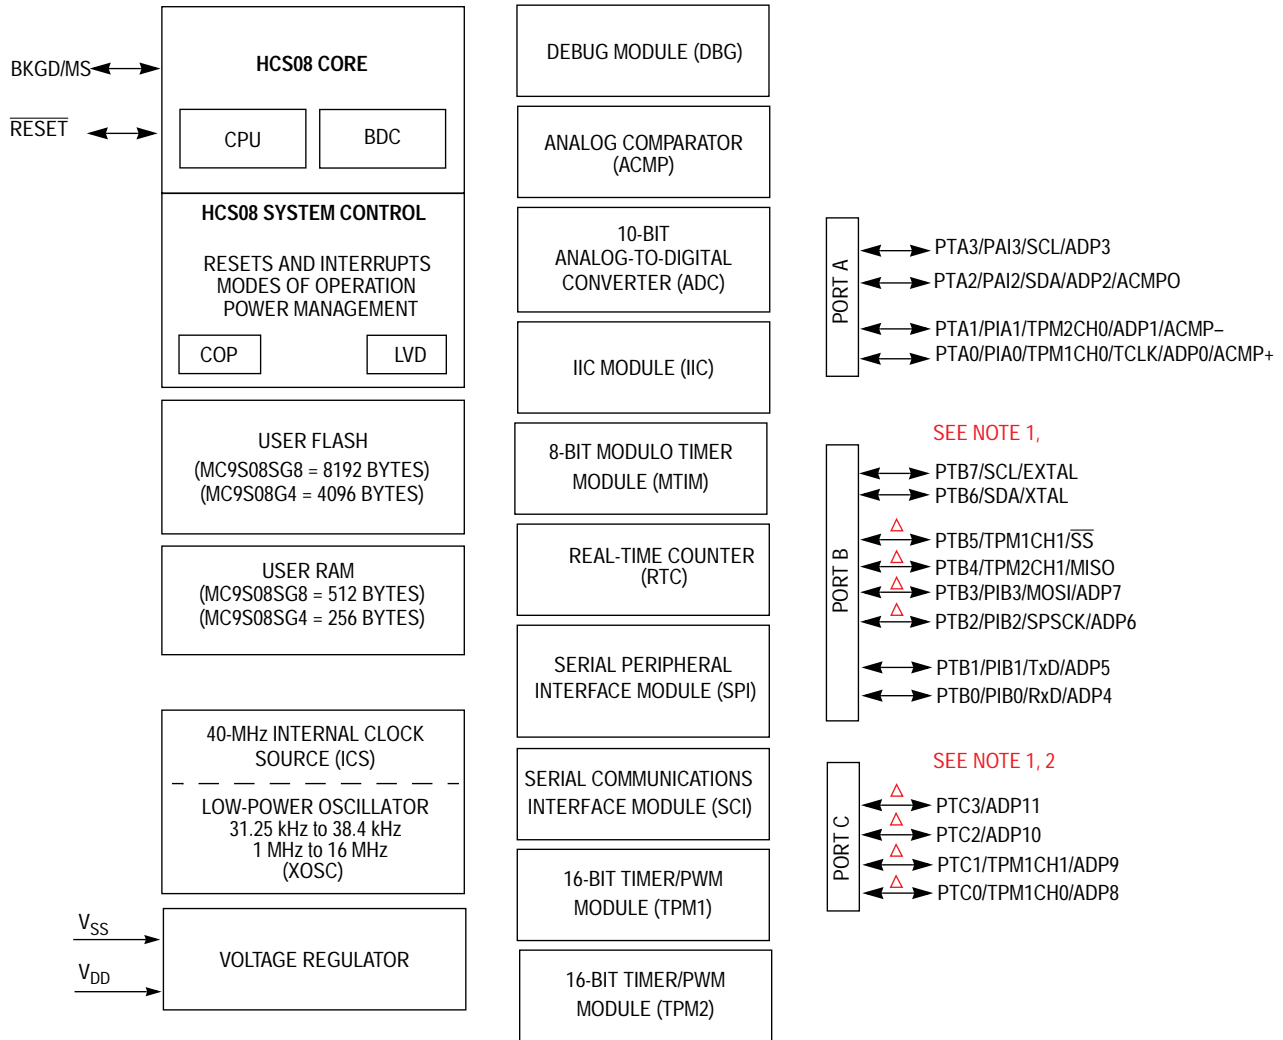 BKGD/MS
RESET
HCS08 CORE
CPU
BDC
HCS08 SYSTEM CONTROL
RESETS AND INTERRUPTS
MODES OF OPERATION
POWER MANAGEMENT
COP
LVD
USER FLASH
(MC9S08SG8 = 8192 BYTES)
(MC9S08G4 = 4096 BYTES)
USER RAM
(MC9S08SG8 = 512 BYTES)
(MC9S08SG4 = 256 BYTES)
40-MHz INTERNAL CLOCK
SOURCE (ICS)
LOW-POWER OSCILLATOR
31.25 kHz to 38.4 kHz
1 MHz to 16 MHz
(XOSC)
VSS
VDD
VOLTAGE REGULATOR
DEBUG MODULE (DBG)
ANALOG COMPARATOR
(ACMP)
10-BIT
ANALOG-TO-DIGITAL
CONVERTER (ADC)
IIC MODULE (IIC)
8-BIT MODULO TIMER
MODULE (MTIM)
REAL-TIME COUNTER
(RTC)
SERIAL PERIPHERAL
INTERFACE MODULE (SPI)
SERIAL COMMUNICATIONS
INTERFACE MODULE (SCI)
16-BIT TIMER/PWM
MODULE (TPM1)
16-BIT TIMER/PWM
MODULE (TPM2)
PORT A
PTA3/PAI3/SCL/ADP3
PTA2/PAI2/SDA/ADP2/ACMPO
PTA1/PIA1/TPM2CH0/ADP1/ACMP–
PTA0/PIA0/TPM1CH0/TCLK/ADP0/ACMP+
SEE NOTE 1,
PORT B
PTB7/SCL/EXTAL
PTB6/SDA/XTAL
PTB5/TPM1CH1/SS
PTB4/TPM2CH1/MISO
PTB3/PIB3/MOSI/ADP7
PTB2/PIB2/SPSCK/ADP6
PTB1/PIB1/TxD/ADP5
PTB0/PIB0/RxD/ADP4
SEE NOTE 1, 2
PORT C
PTC3/ADP11
PTC2/ADP10
PTC1/TPM1CH1/ADP9
PTC0/TPM1CH0/ADP8